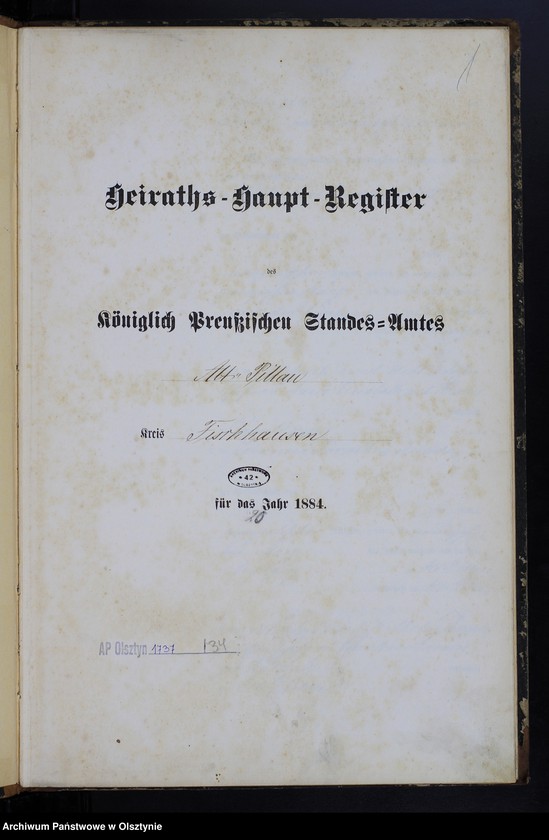 1
Heiraths-Haupt-Register
des
Königlich Preußischen Standes=Amtes
Alt Pillau
Kreis Fischhausen
42
für das Jahr 1884.
20
AP Olsztyn 1737 134
Archiwum Państwowe w Olsztynie